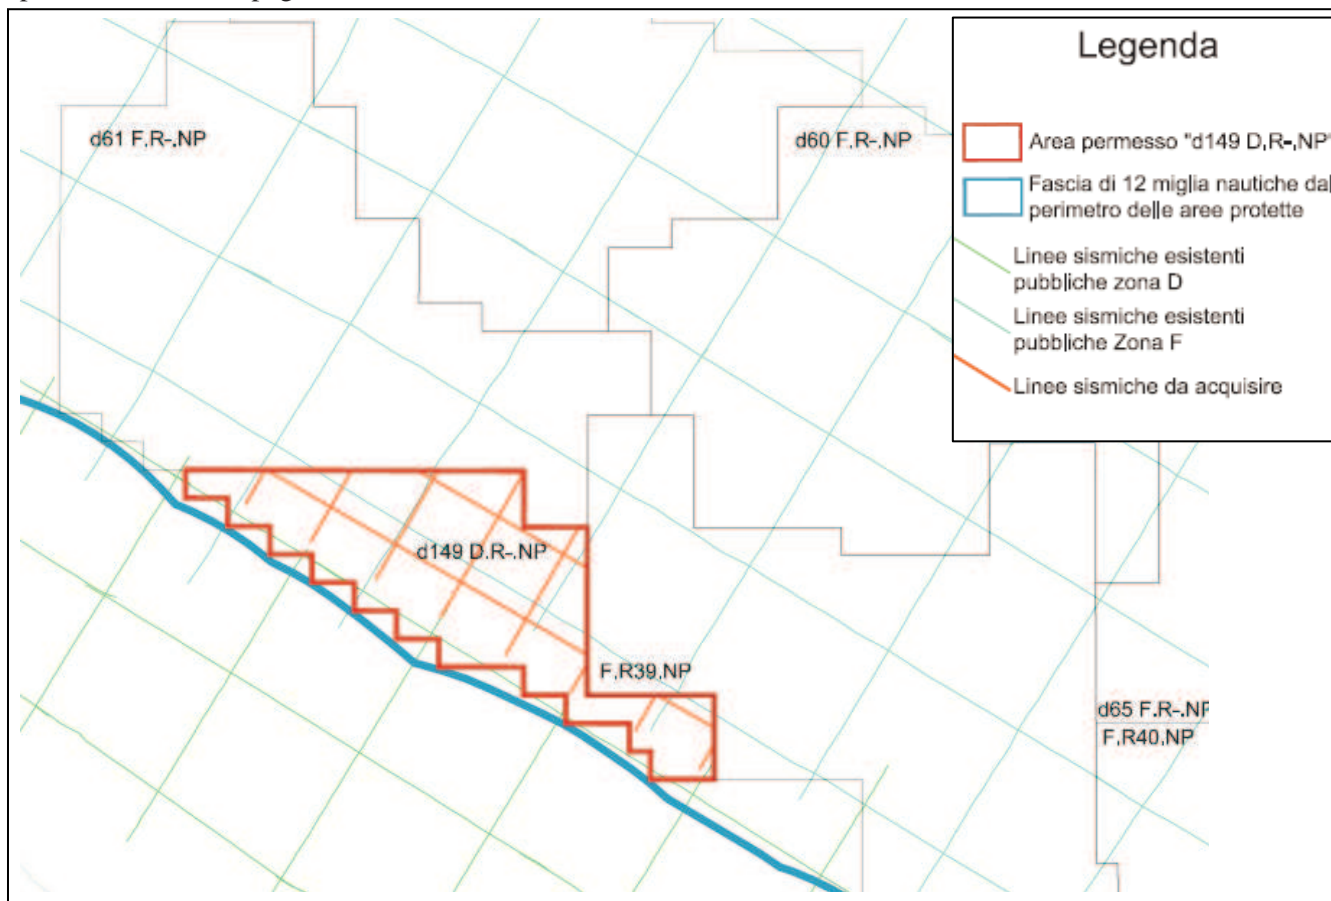 Legenda
Area permesso "d149 D,R-,NP"
Fascia di 12 miglia nautiche dal
perimetro delle aree protette
Linee sismiche esistenti
pubbliche zona D
Linee sismiche esistenti
pubbliche Zona F
Linee sismiche da acquisire
d61 F.R-.NP
d60 F.R-.NP
d149 D.R-.NP
F,R39,NP
d65 F.R-.NP
F,R40,NP